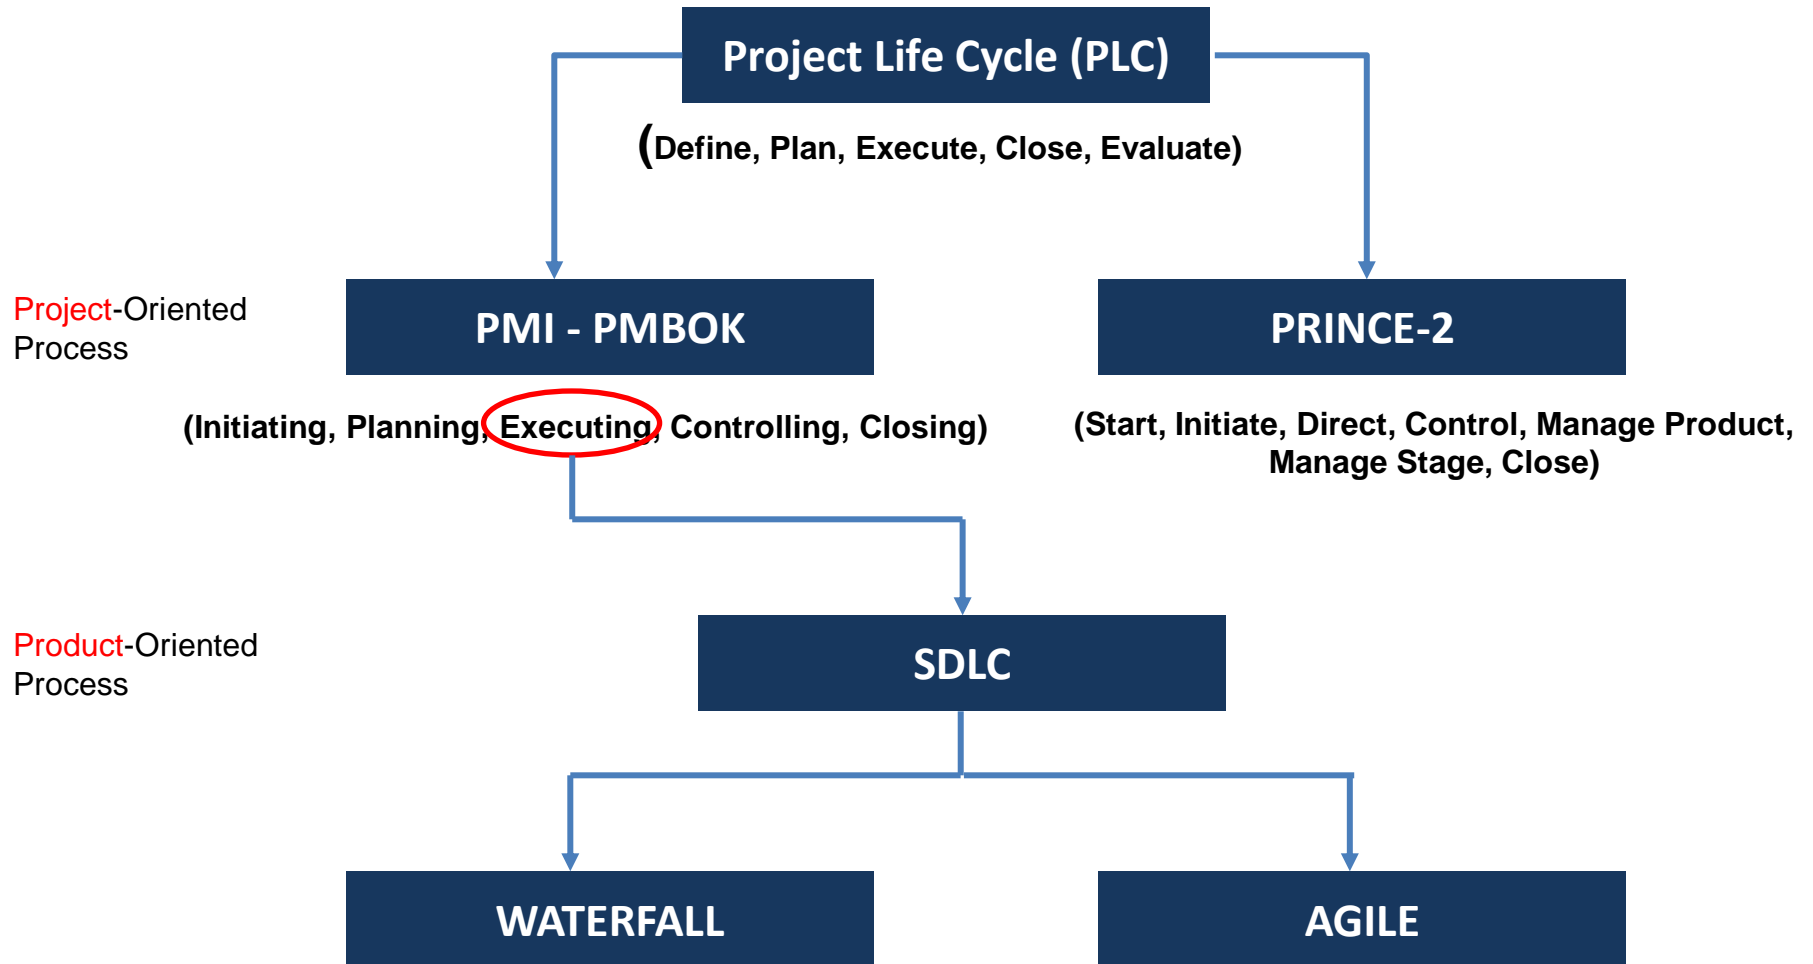 Project Life Cycle (PLC)
(Define, Plan, Execute, Close, Evaluate)
Project-Oriented
Process
PMI - PMBOK
PRINCE-2
(Initiating, Planning, Executing, Controlling, Closing)
(Start, Initiate, Direct, Control, Manage Product,
Manage Stage, Close)
Product-Oriented
Process
SDLC
WATERFALL
AGILE